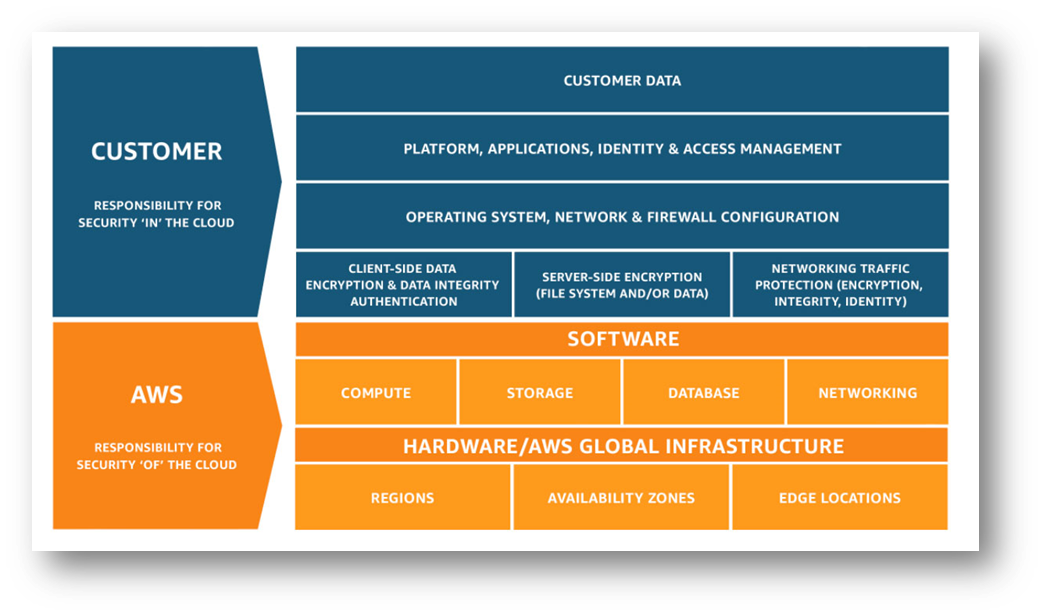 CUSTOMER
RESPONSIBILITY FOR
SECURITY ‘IN’ THE CLOUD
CUSTOMER DATA
PLATFORM, APPLICATIONS, IDENTITY & ACCESS MANAGEMENT
OPERATING SYSTEM, NETWORK & FIREWALL CONFIGURATION
CLIENT-SIDE DATA
ENCRYPTION & DATA INTEGRITY
AUTHENTICATION
SERVER-SIDE ENCRYPTION
(FILE SYSTEM AND/OR DATA)
NETWORKING TRAFFIC
PROTECTION (ENCRYPTION,
INTEGRITY, IDENTITY)
AWS
RESPONSIBILITY FOR
SECURITY ‘OF’ THE CLOUD
SOFTWARE
COMPUTE
STORAGE
DATABASE
NETWORKING
HARDWARE/AWS GLOBAL INFRASTRUCTURE
REGIONS
AVAILABILITY ZONES
EDGE LOCATIONS